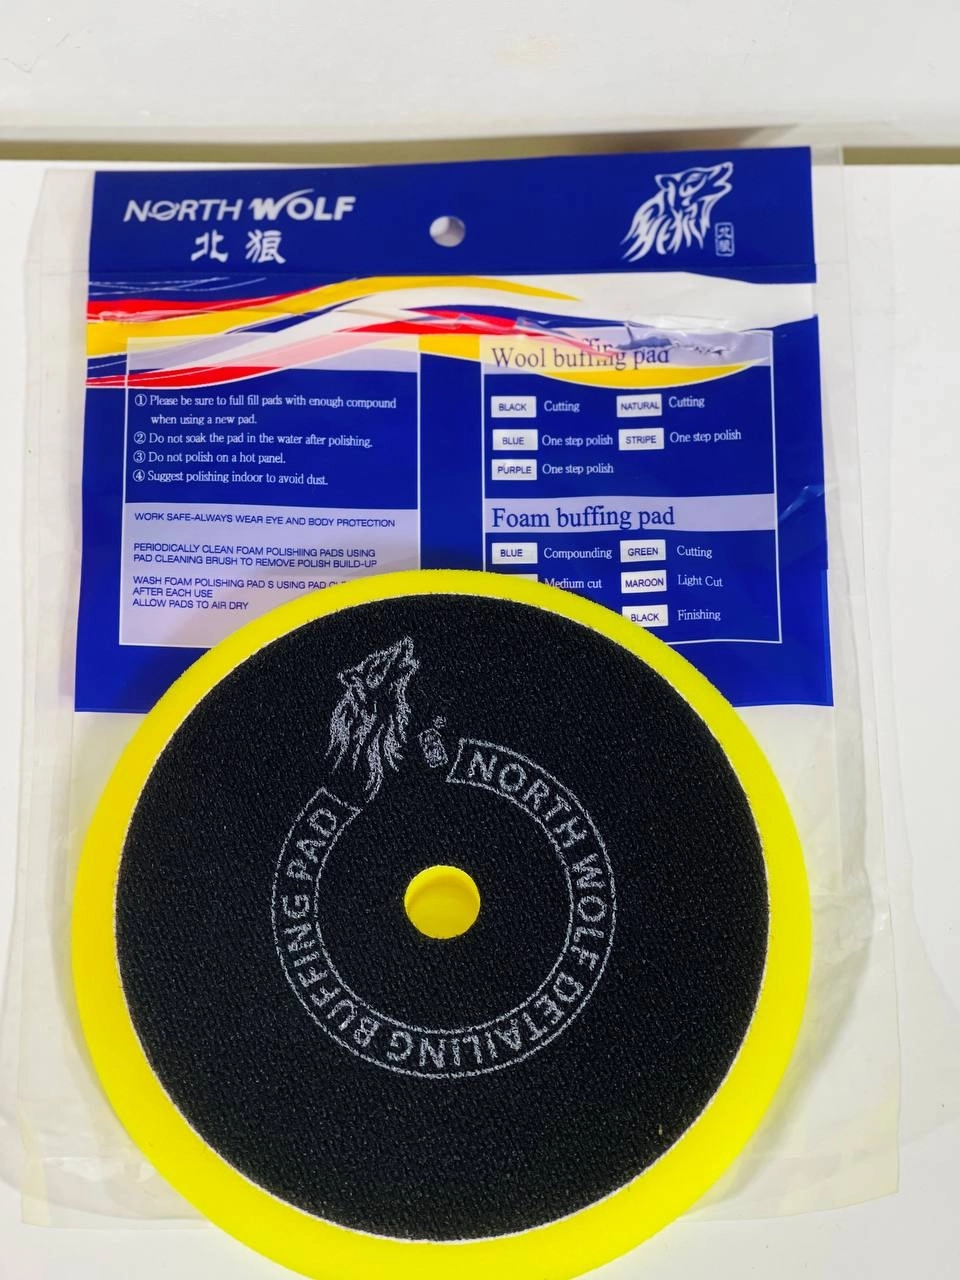 NORTH WOLF
北狼
北狼
① Please be sure to full fill pads with enough compound
when using a new pad.
② Do not soak the pad in the water after polishing.
③ Do not polish on a hot panel.
④ Suggest polishing indoor to avoid dust.
WORK SAFE-ALWAYS WEAR EYE AND BODY PROTECTION
PERIODICALLY CLEAN FOAM POLISHIING PADS USING
PAD CLEANING BRUSH TO REMOVE POLISH BUILD-UP
WASH FOAM POLISHING PAD S USING PAD
AFTER EACH USE
ALLOW PADS TO AIR DRY
Wool buffing pad
BLACK Cutting NATURAL Cutting
BLUE One step polish STRIPE One step polish
PURPLE One step polish
Foam buffing pad
BLUE Compounding GREEN Cutting
Medium cut MAROON Light Cut
BLACK Finishing
NORTH WOLF DETAILING BUFFING PAD